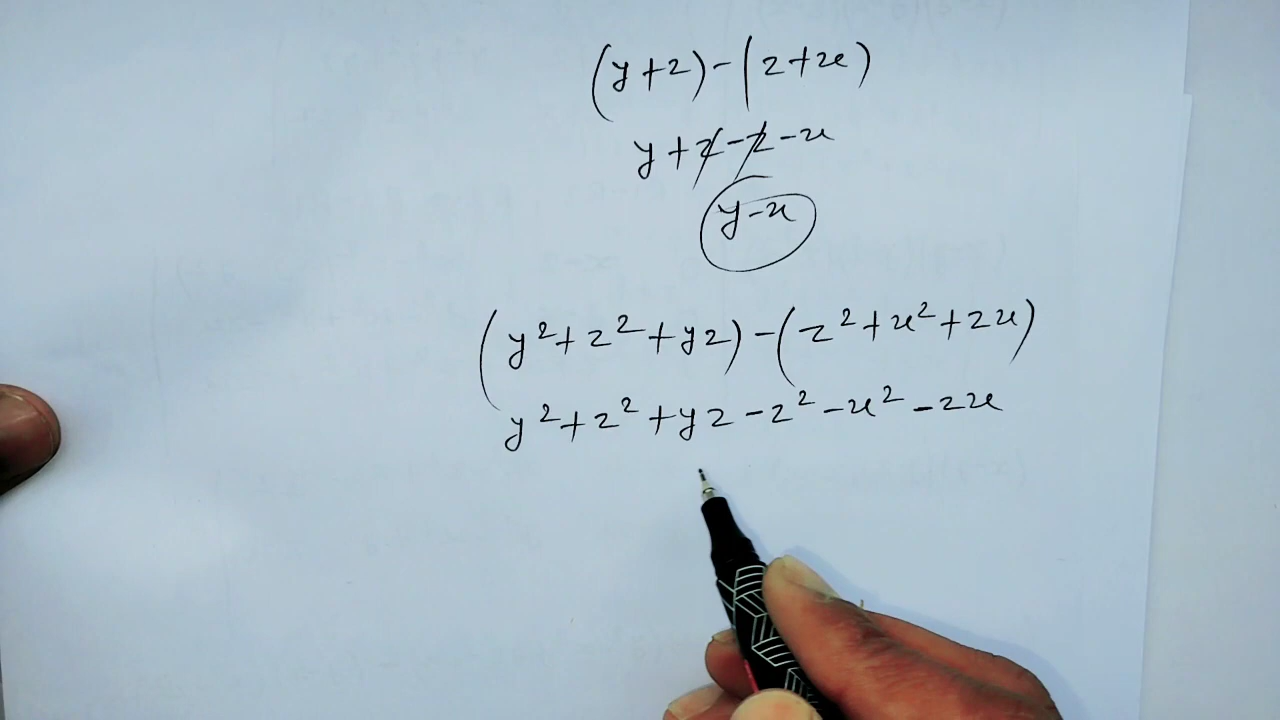 (y+z)-(z+x)
y+z-z-x
y-x
(y²+z²+yz)-(z²+x²+zx)
y²+z²+yz-z²-x²-zx